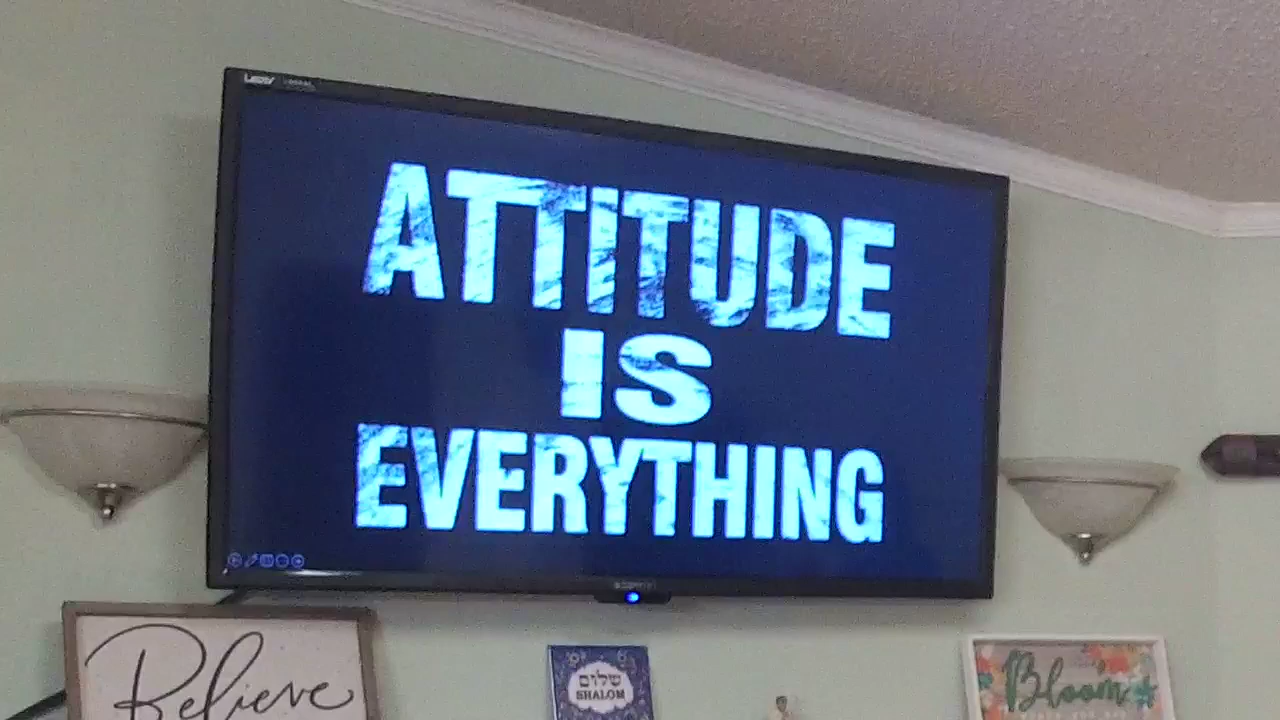 ATTITUDE
IS
EVERYTHING
Believe
שלום
SHALOM
Bloom